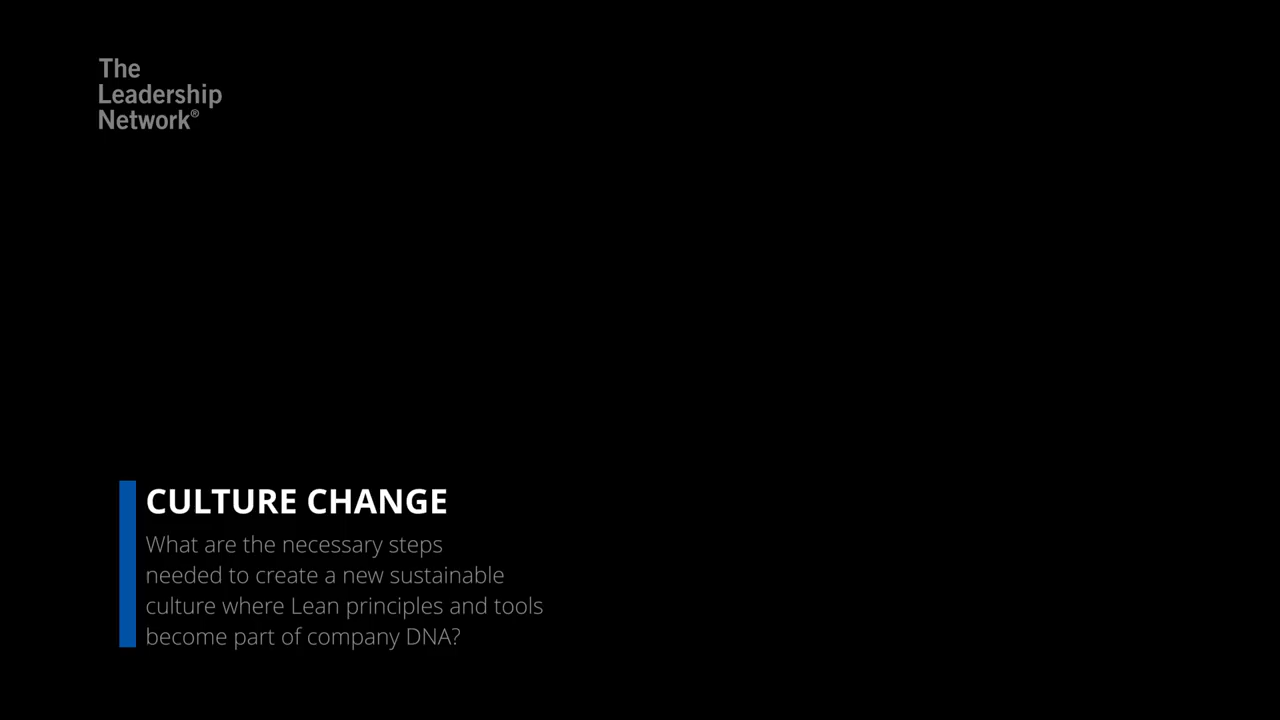 The
Leadership
Network®
CULTURE CHANGE
What are the necessary steps
needed to create a new sustainable
culture where Lean principles and tools
become part of company DNA?